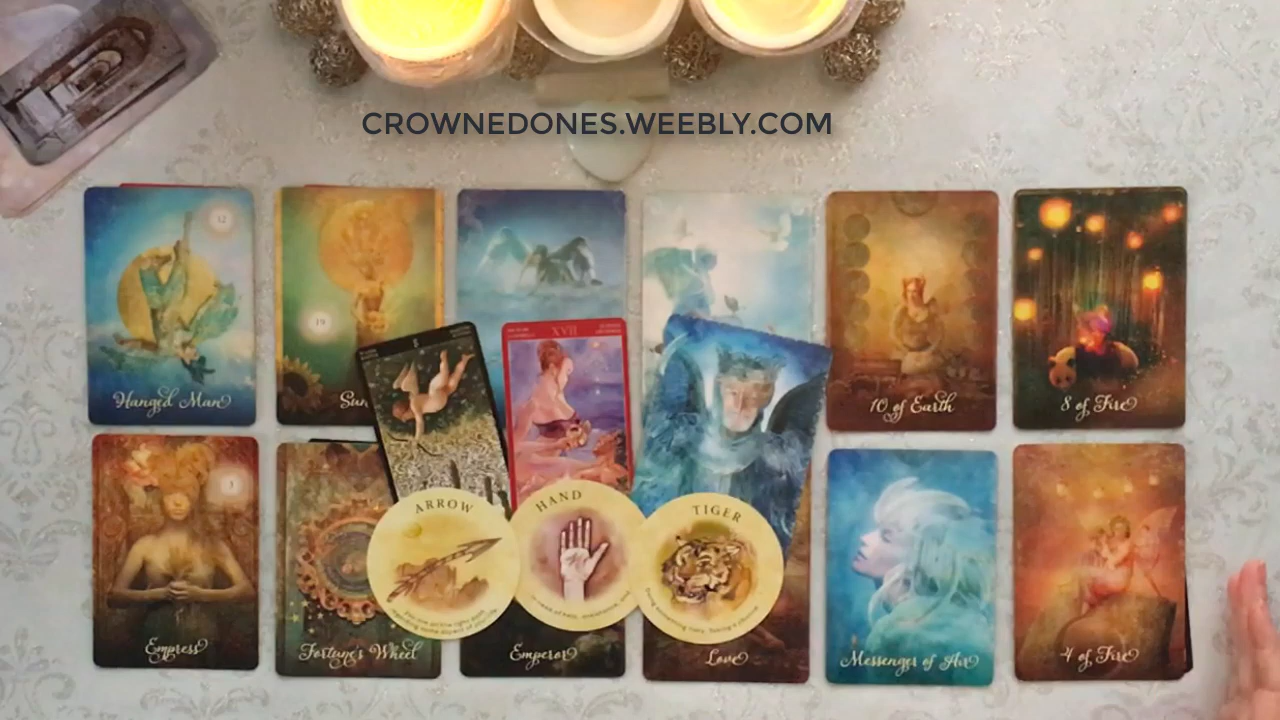 CROWNEDONES.WEEBLY.COM
12
19
Hanged Man
Sun
XVII
10 of Earth
8 of Fire
ARROW
HAND
TIGER
3
Empress
Fortune's Wheel
Emperor
Love
Messenger of Air
4 of Fire